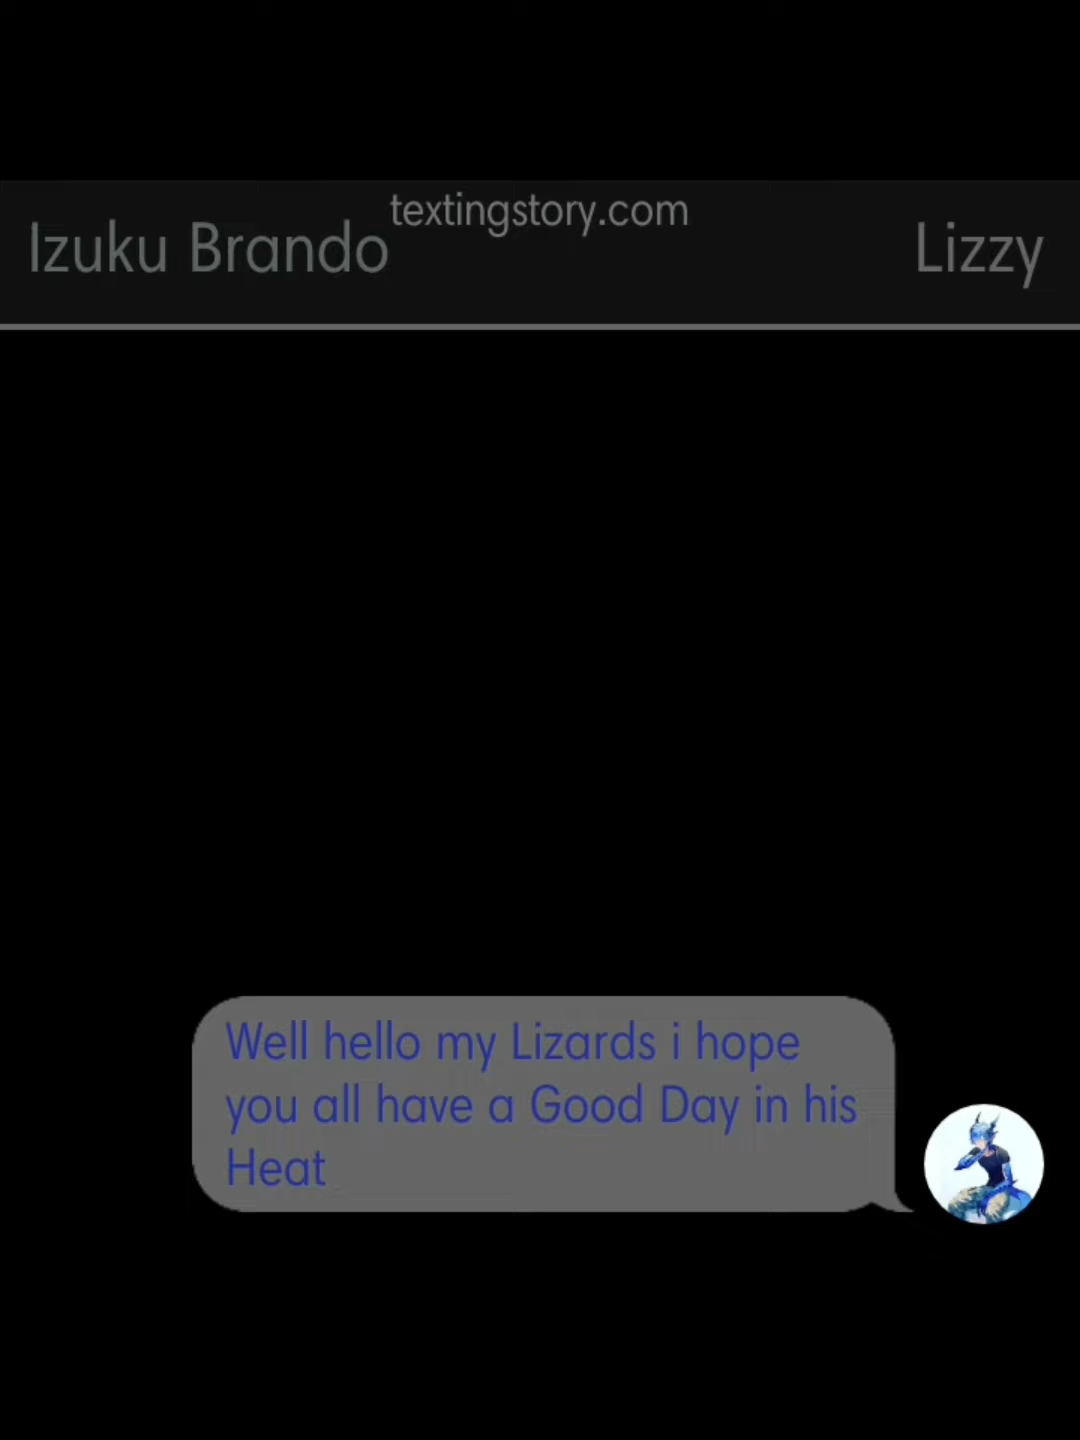 textingstory.com
Izuku Brando
Lizzy
Well hello my Lizards i hope
you all have a Good Day in his
Heat